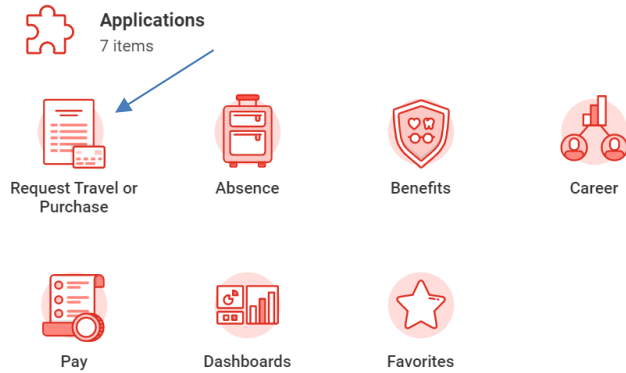 Applications
7 items
Request Travel or
Purchase
Absence
Benefits
Career
Pay
Dashboards
Favorites